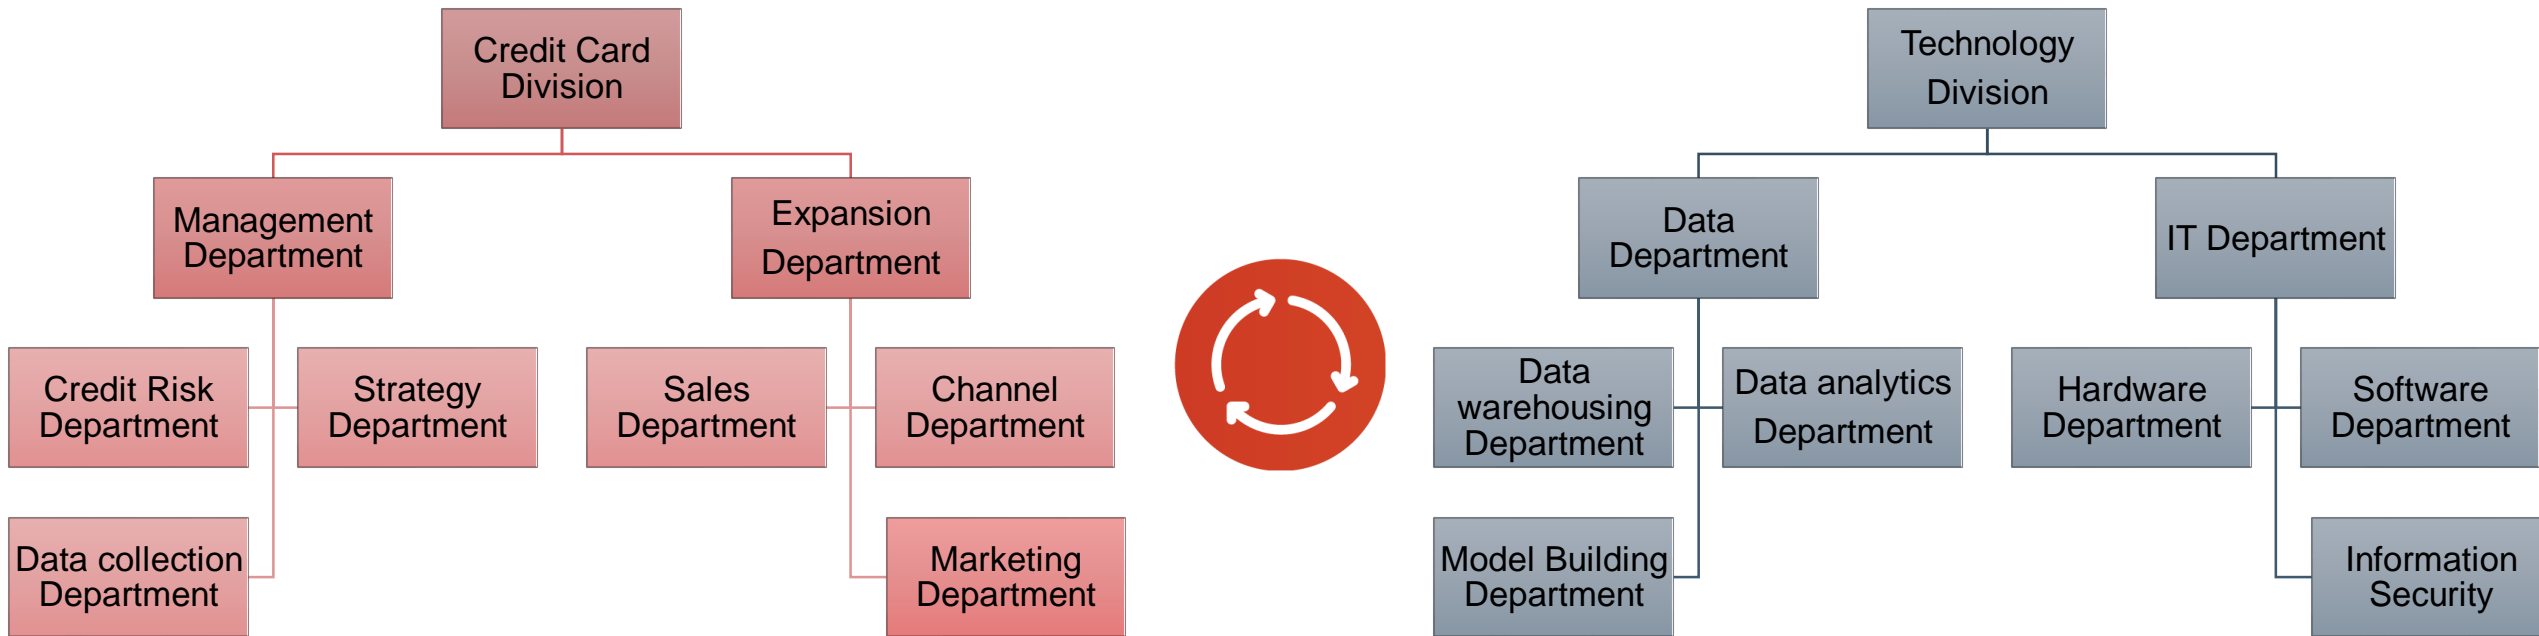 Credit Card
Division
Technology
Division
Management
Department
Expansion
Department
Data
Department
IT Department
Credit Risk
Department
Strategy
Department
Sales
Department
Channel
Department
Data
warehousing
Department
Data analytics
Department
Hardware
Department
Software
Department
Data collection
Department
Marketing
Department
Model Building
Department
Information
Security